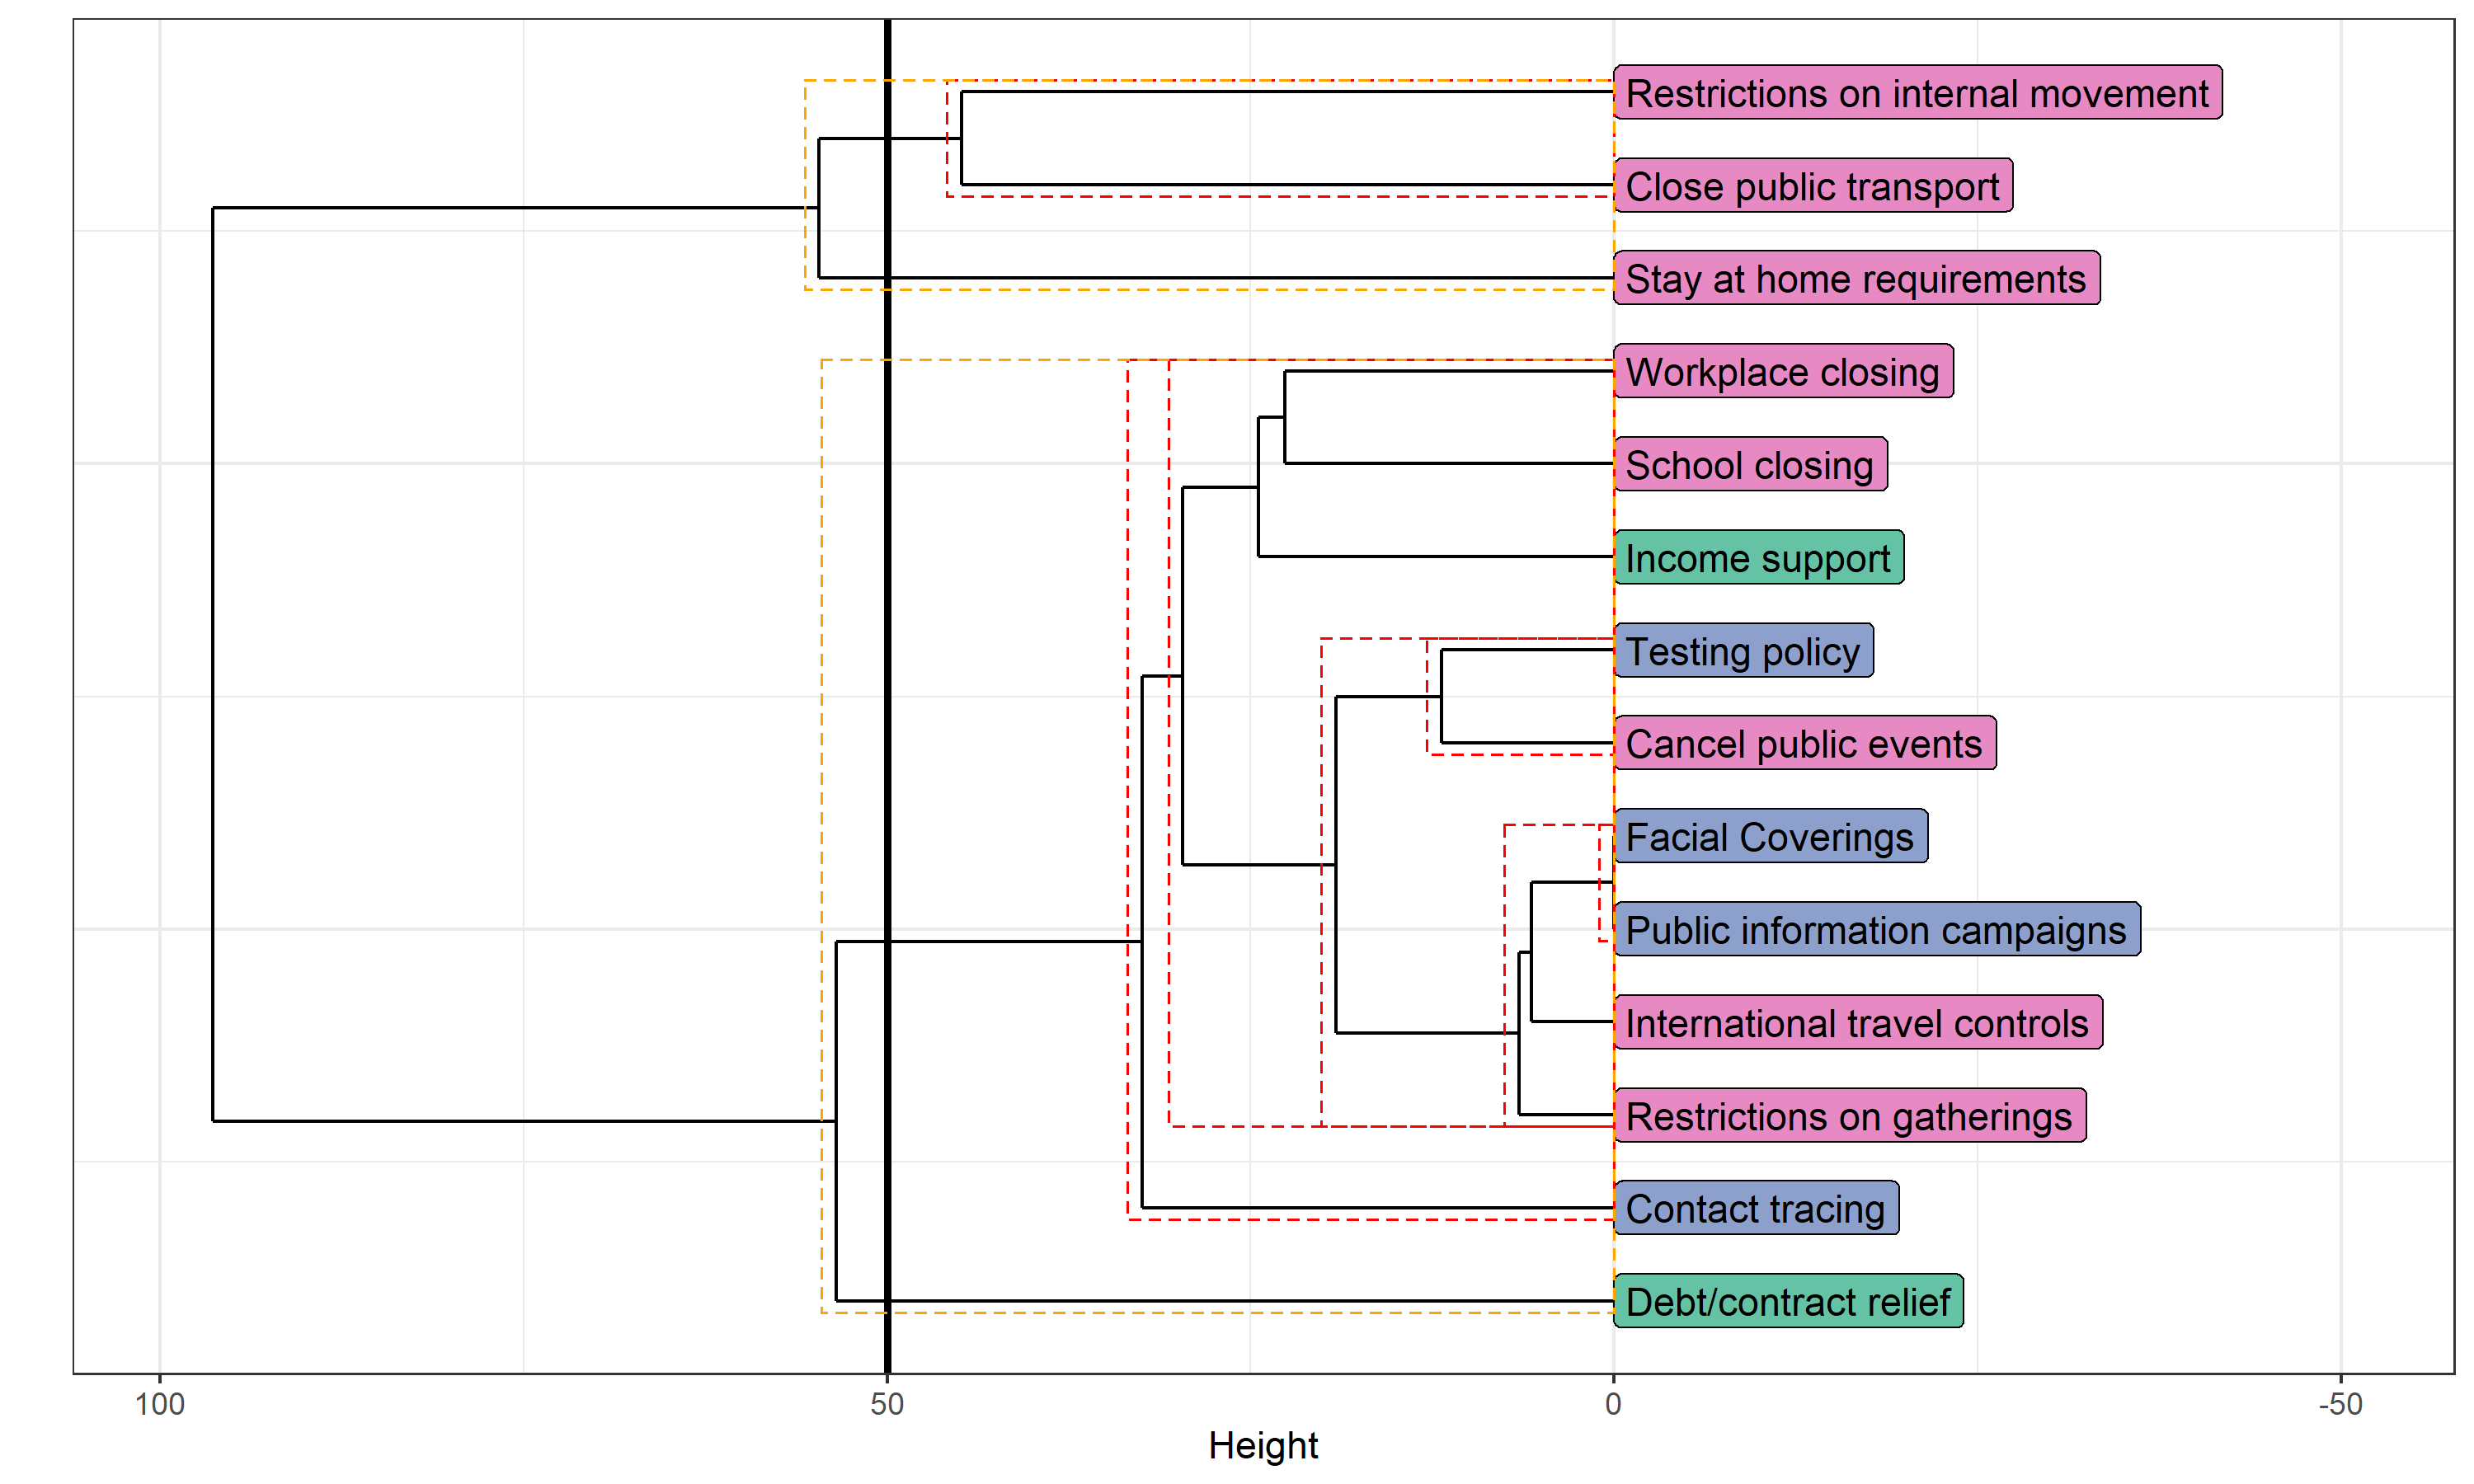 Restrictions on internal movement
Close public transport
Stay at home requirements
Workplace closing
School closing
Income support
Testing policy
Cancel public events
Facial Coverings
Public information campaigns
International travel controls
Restrictions on gatherings
Contact tracing
Debt/contract relief
100 50 0 -50
Height